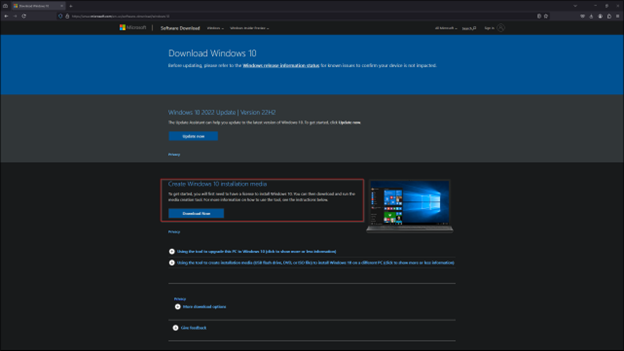 Download Windows 10
Microsoft
Software Download
Windows
Windows Insider Preview
All Microsoft
Search
Sign in
Download Windows 10
Before updating, please refer to the Windows release information status for known issues to confirm your device is not impacted.
Windows 10 2022 Update | Version 22H2
The Update Assistant can help you update to the latest version of Windows 10. To get started, click Update now.
Update now
Privacy
Create Windows 10 installation media
To get started, you will first need to have a license to install Windows 10. You can then download and run the
media creation tool. For more information on how to use the tool, see the instructions below.
Download Now
Privacy
Using the tool to upgrade this PC to Windows 10 (click to show more or less information)
Using the tool to create installation media (USB flash drive, DVD, or ISO file) to install Windows 10 on a different PC (click to show more or less information)
Privacy
More download options
Give feedback